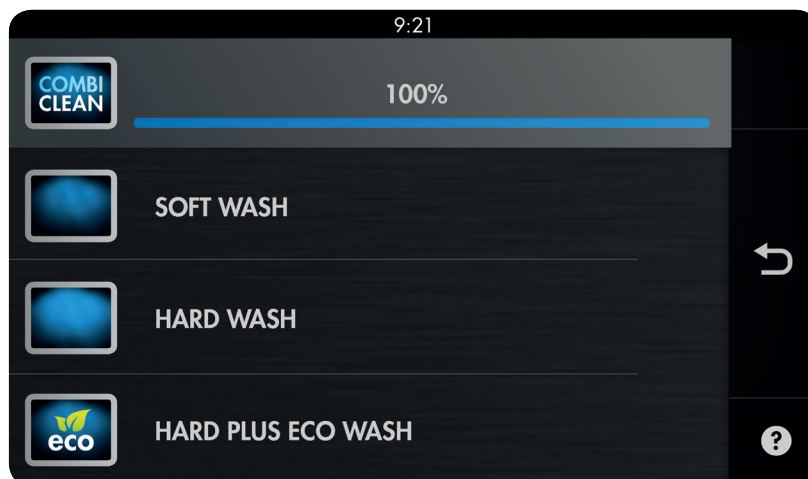 9:21
COMBI
CLEAN
100%
SOFT WASH
HARD WASH
eco
HARD PLUS ECO WASH
?